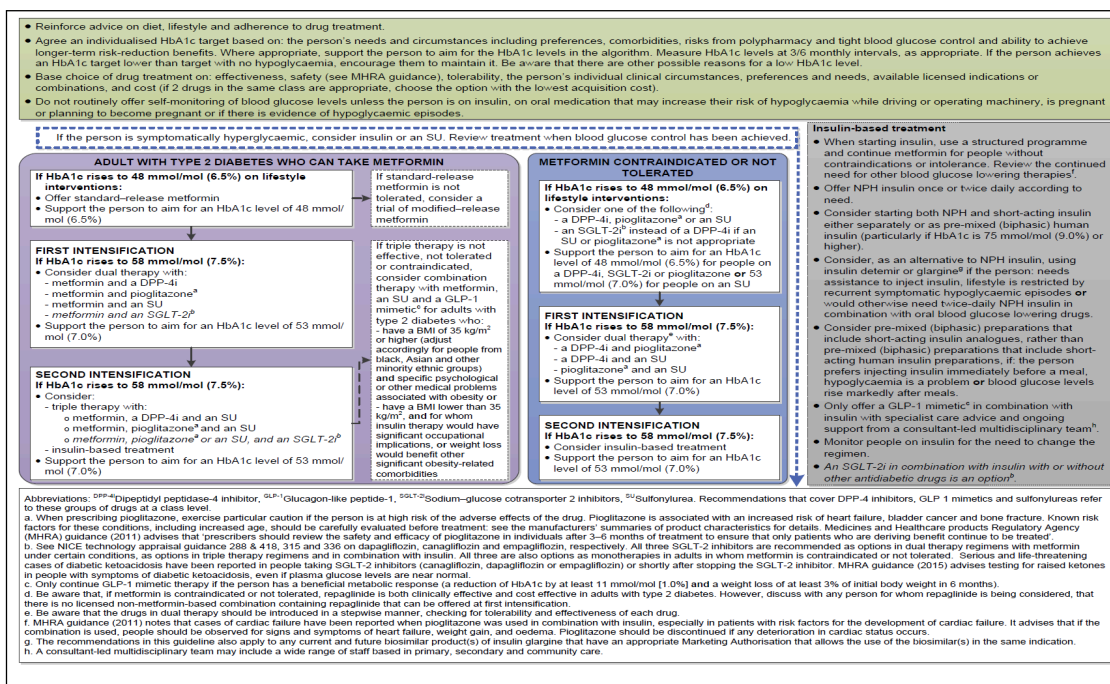 • Reinforce advice on diet, lifestyle and adherence to drug treatment.
• Agree an individualised HbA1c target based on: the person's needs and circumstances including preferences, comorbidities, risks from polypharmacy and tight blood glucose control and ability to achieve
longer-term risk-reduction benefits. Where appropriate, support the person to aim for the HbA1c levels in the algorithm. Measure HbA1c levels at 3/6 monthly intervals, as appropriate. If the person achieves
an HbA1c target lower than target with no hypoglycaemia, encourage them to maintain it. Be aware that there are other possible reasons for a low HbA1c level.
• Base choice of drug treatment on: effectiveness, safety (see MHRA guidance), tolerability, the person's individual clinical circumstances, preferences and needs, available licensed indications or
combinations, and cost (if 2 drugs in the same class are appropriate, choose the option with the lowest acquisition cost).
• Do not routinely offer self-monitoring of blood glucose levels unless the person is on insulin, on oral medication that may increase their risk of hypoglycaemia while driving or operating machinery, is pregnant
or planning to become pregnant or if there is evidence of hypoglycaemic episodes.
If the person is symptomatically hyperglycaemic, consider insulin or an SU. Review treatment when blood glucose control has been achieved.
ADULT WITH TYPE 2 DIABETES WHO CAN TAKE METFORMIN
If HbA1c rises to 48 mmol/mol (6.5%) on lifestyle
interventions:
• Offer standard–release metformin
• Support the person to aim for an HbA1c level of 48 mmol/
mol (6.5%)
If standard-release
metformin is not
tolerated, consider a
trial of modified–release
metformin
FIRST INTENSIFICATION
If HbA1c rises to 58 mmol/mol (7.5%):
• Consider dual therapy with:
- metformin and a DPP-4i
- metformin and pioglitazoneᵃ
- metformin and an SU
- metformin and an SGLT-2iᵇ
• Support the person to aim for an HbA1c level of 53 mmol/
mol (7.0%)
SECOND INTENSIFICATION
If HbA1c rises to 58 mmol/mol (7.5%):
• Consider:
- triple therapy with:
o metformin, a DPP-4i and an SU
o metformin, pioglitazoneᵃ and an SU
o metformin, pioglitazoneᵃ or an SU, and an SGLT-2iᵇ
- insulin-based treatment
• Support the person to aim for an HbA1c level of 53 mmol/
mol (7.0%)
If triple therapy is not
effective, not tolerated
or contraindicated,
consider combination
therapy with metformin,
an SU and a GLP-1
mimeticᶜ for adults with
type 2 diabetes who:
- have a BMI of 35 kg/m²
or higher (adjust
accordingly for people from
black, Asian and other
minority ethnic groups)
and specific psychological
or other medical problems
associated with obesity or
- have a BMI lower than 35
kg/m², and for whom
insulin therapy would have
significant occupational
implications, or weight loss
would benefit other
significant obesity-related
comorbidities
METFORMIN CONTRAINDICATED OR NOT
TOLERATED
If HbA1c rises to 48 mmol/mol (6.5%) on
lifestyle interventions:
• Consider one of the followingᵈ:
- a DPP-4i, pioglitazoneᵃ or an SU
- an SGLT-2iᵇ instead of a DPP-4i if an
SU or pioglitazoneᵃ is not appropriate
• Support the person to aim for an HbA1c
level of 48 mmol/mol (6.5%) for people on
a DPP-4i, SGLT-2i or pioglitazone or 53
mmol/mol (7.0%) for people on an SU
FIRST INTENSIFICATION
If HbA1c rises to 58 mmol/mol (7.5%):
• Consider dual therapyᵉ with:
- a DPP-4i and pioglitazoneᵃ
- a DPP-4i and an SU
- pioglitazoneᵃ and an SU
• Support the person to aim for an HbA1c
level of 53 mmol/mol (7.0%)
SECOND INTENSIFICATION
If HbA1c rises to 58 mmol/mol (7.5%):
• Consider insulin-based treatment
• Support the person to aim for an HbA1c
level of 53 mmol/mol (7.0%)
Insulin-based treatment
• When starting insulin, use a structured programme
and continue metformin for people without
contraindications or intolerance. Review the continued
need for other blood glucose lowering therapiesᶠ.
• Offer NPH insulin once or twice daily according to
need.
• Consider starting both NPH and short-acting insulin
either separately or as pre-mixed (biphasic) human
insulin (particularly if HbA1c is 75 mmol/mol (9.0%) or
higher).
• Consider, as an alternative to NPH insulin, using
insulin detemir or glargineᵍ if the person: needs
assistance to inject insulin, lifestyle is restricted by
recurrent symptomatic hypoglycaemic episodes or
would otherwise need twice-daily NPH insulin in
combination with oral blood glucose lowering drugs.
• Consider pre-mixed (biphasic) preparations that
include short-acting insulin analogues, rather than
pre-mixed (biphasic) preparations that include short-
acting human insulin preparations, if: the person
prefers injecting insulin immediately before a meal,
hypoglycaemia is a problem or blood glucose levels
rise markedly after meals.
• Only offer a GLP-1 mimeticᶜ in combination with
insulin with specialist care advice and ongoing
support from a consultant-led multidisciplinary teamʰ.
• Monitor people on insulin for the need to change the
regimen.
• An SGLT-2i in combination with insulin with or without
other antidiabetic drugs is an optionᵇ.
Abbreviations: DPP-4iDipeptidyl peptidase-4 inhibitor, GLP-1Glucagon-like peptide-1, SGLT-2iSodium–glucose cotransporter 2 inhibitors, SUSulfonylurea. Recommendations that cover DPP-4 inhibitors, GLP 1 mimetics and sulfonylureas refer
to these groups of drugs at a class level.
a. When prescribing pioglitazone, exercise particular caution if the person is at high risk of the adverse effects of the drug. Pioglitazone is associated with an increased risk of heart failure, bladder cancer and bone fracture. Known risk
factors for these conditions, including increased age, should be carefully evaluated before treatment: see the manufacturers' summaries of product characteristics for details. Medicines and Healthcare products Regulatory Agency
(MHRA) guidance (2011) advises that 'prescribers should review the safety and efficacy of pioglitazone in individuals after 3–6 months of treatment to ensure that only patients who are deriving benefit continue to be treated'.
b. See NICE technology appraisal guidance 288 & 418, 315 and 336 on dapagliflozin, canagliflozin and empagliflozin, respectively. All three SGLT-2 inhibitors are recommended as options in dual therapy regimens with metformin
under certain conditions, as options in triple therapy regimens and in combination with insulin. All three are also options as monotherapies in adults in whom metformin is contraindicated or not tolerated. Serious and life-threatening
cases of diabetic ketoacidosis have been reported in people taking SGLT-2 inhibitors (canagliflozin, dapagliflozin or empagliflozin) or shortly after stopping the SGLT-2 inhibitor. MHRA guidance (2015) advises testing for raised ketones
in people with symptoms of diabetic ketoacidosis, even if plasma glucose levels are near normal.
c. Only continue GLP-1 mimetic therapy if the person has a beneficial metabolic response (a reduction of HbA1c by at least 11 mmol/mol [1.0%] and a weight loss of at least 3% of initial body weight in 6 months).
d. Be aware that, if metformin is contraindicated or not tolerated, repaglinide is both clinically effective and cost effective in adults with type 2 diabetes. However, discuss with any person for whom repaglinide is being considered, that
there is no licensed non-metformin-based combination containing repaglinide that can be offered at first intensification.
e. Be aware that the drugs in dual therapy should be introduced in a stepwise manner, checking for tolerability and effectiveness of each drug.
f. MHRA guidance (2011) notes that cases of cardiac failure have been reported when pioglitazone was used in combination with insulin, especially in patients with risk factors for the development of cardiac failure. It advises that if the
combination is used, people should be observed for signs and symptoms of heart failure, weight gain, and oedema. Pioglitazone should be discontinued if any deterioration in cardiac status occurs.
g. The recommendations in this guideline also apply to any current and future biosimilar product(s) of insulin glargine that have an appropriate Marketing Authorisation that allows the use of the biosimilar(s) in the same indication.
h. A consultant-led multidisciplinary team may include a wide range of staff based in primary, secondary and community care.